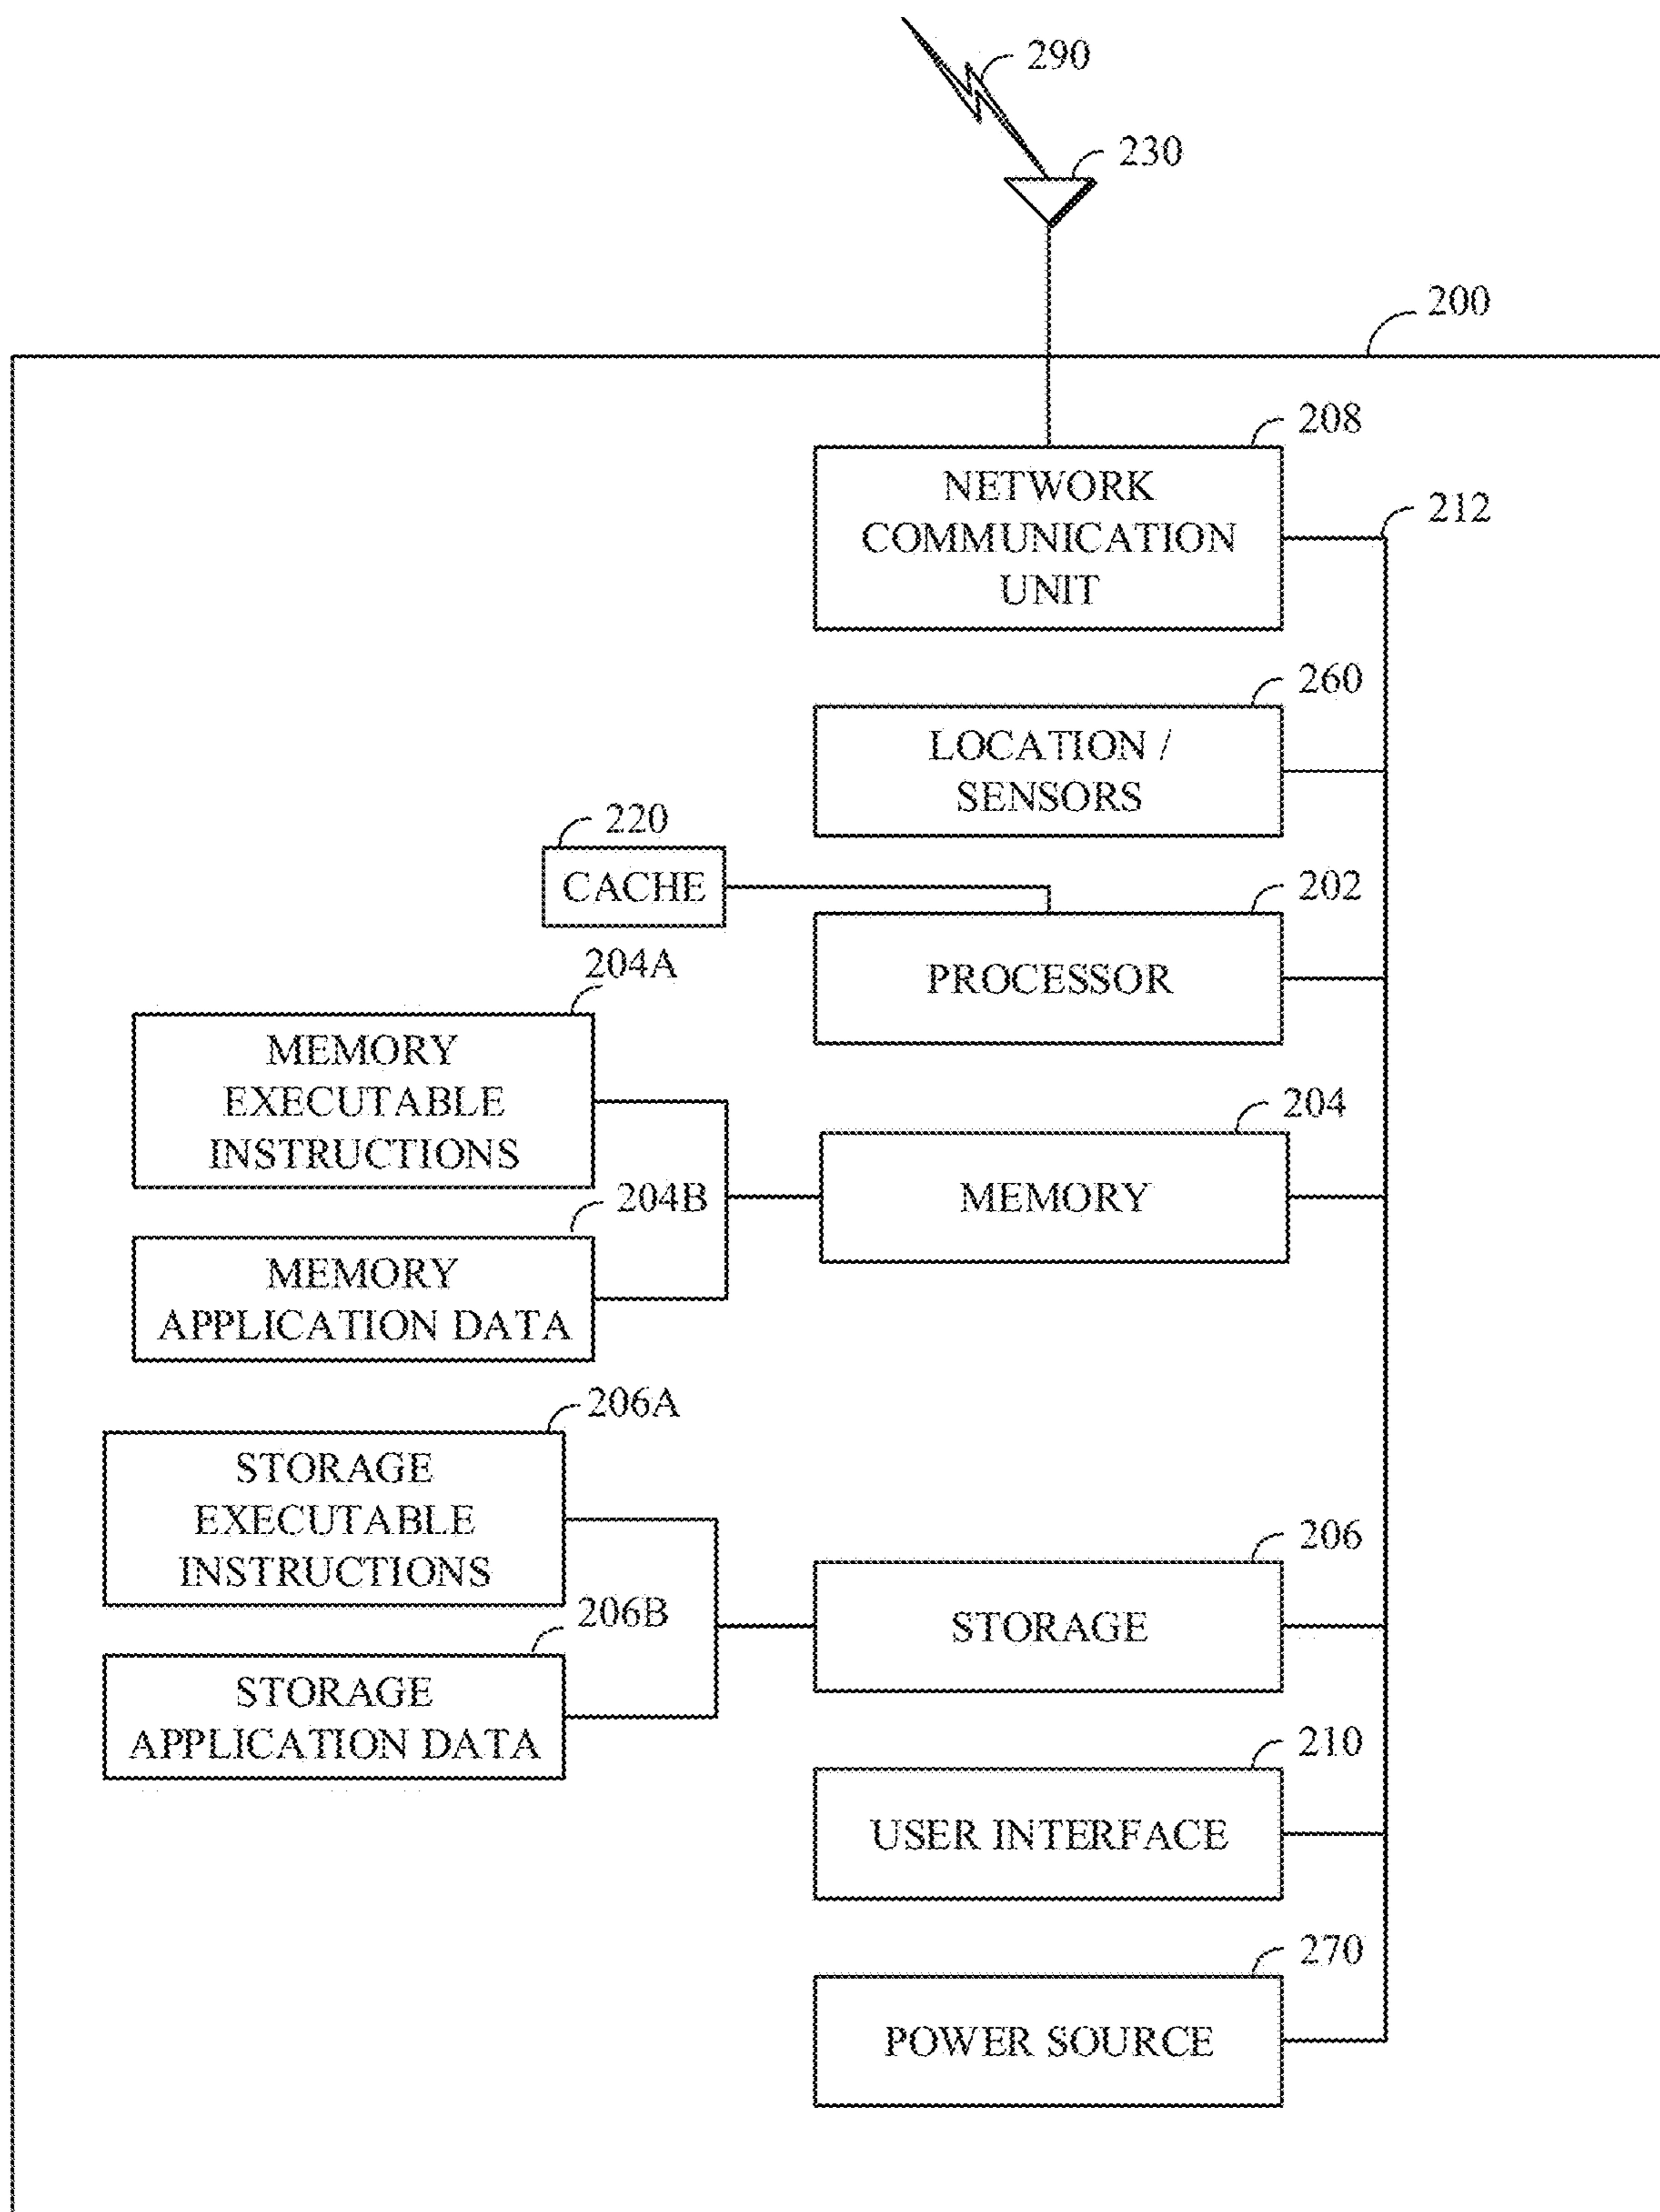 290
230
200
208
NETWORK
COMMUNICATION
UNIT
212
260
LOCATION /
SENSORS
220
CACHE
202
PROCESSOR
204A
MEMORY
EXECUTABLE
INSTRUCTIONS
204
MEMORY
204B
MEMORY
APPLICATION DATA
206A
STORAGE
EXECUTABLE
INSTRUCTIONS
206
STORAGE
206B
STORAGE
APPLICATION DATA
210
USER INTERFACE
270
POWER SOURCE